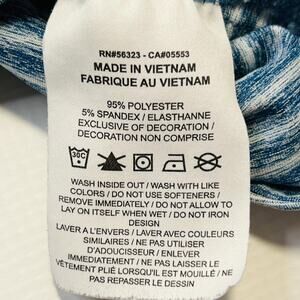 RN#56323 - CA#05553
MADE IN VIETNAM
FABRIQUE AU VIETNAM
95% POLYESTER
5% SPANDEX / ELASTHANNE
EXCLUSIVE OF DECORATION /
DECORATION NON COMPRISE
30C
WASH INSIDE OUT / WASH WITH LIKE
COLORS / DO NOT USE SOFTENERS /
REMOVE IMMEDIATELY / DO NOT ALLOW TO
LAY ON ITSELF WHEN WET / DO NOT IRON
DESIGN
LAVER A L'ENVERS / LAVER AVEC COULEURS
SIMILAIRES / NE PAS UTILISER
D'ADOUCISSEUR / ENLEVER
IMMEDIATEMENT / NE PAS LAISSER LE
VÊTEMENT PLIÉ LORSQU'IL EST MOUILLÉ / NE
PAS REPASSER LE DESSIN